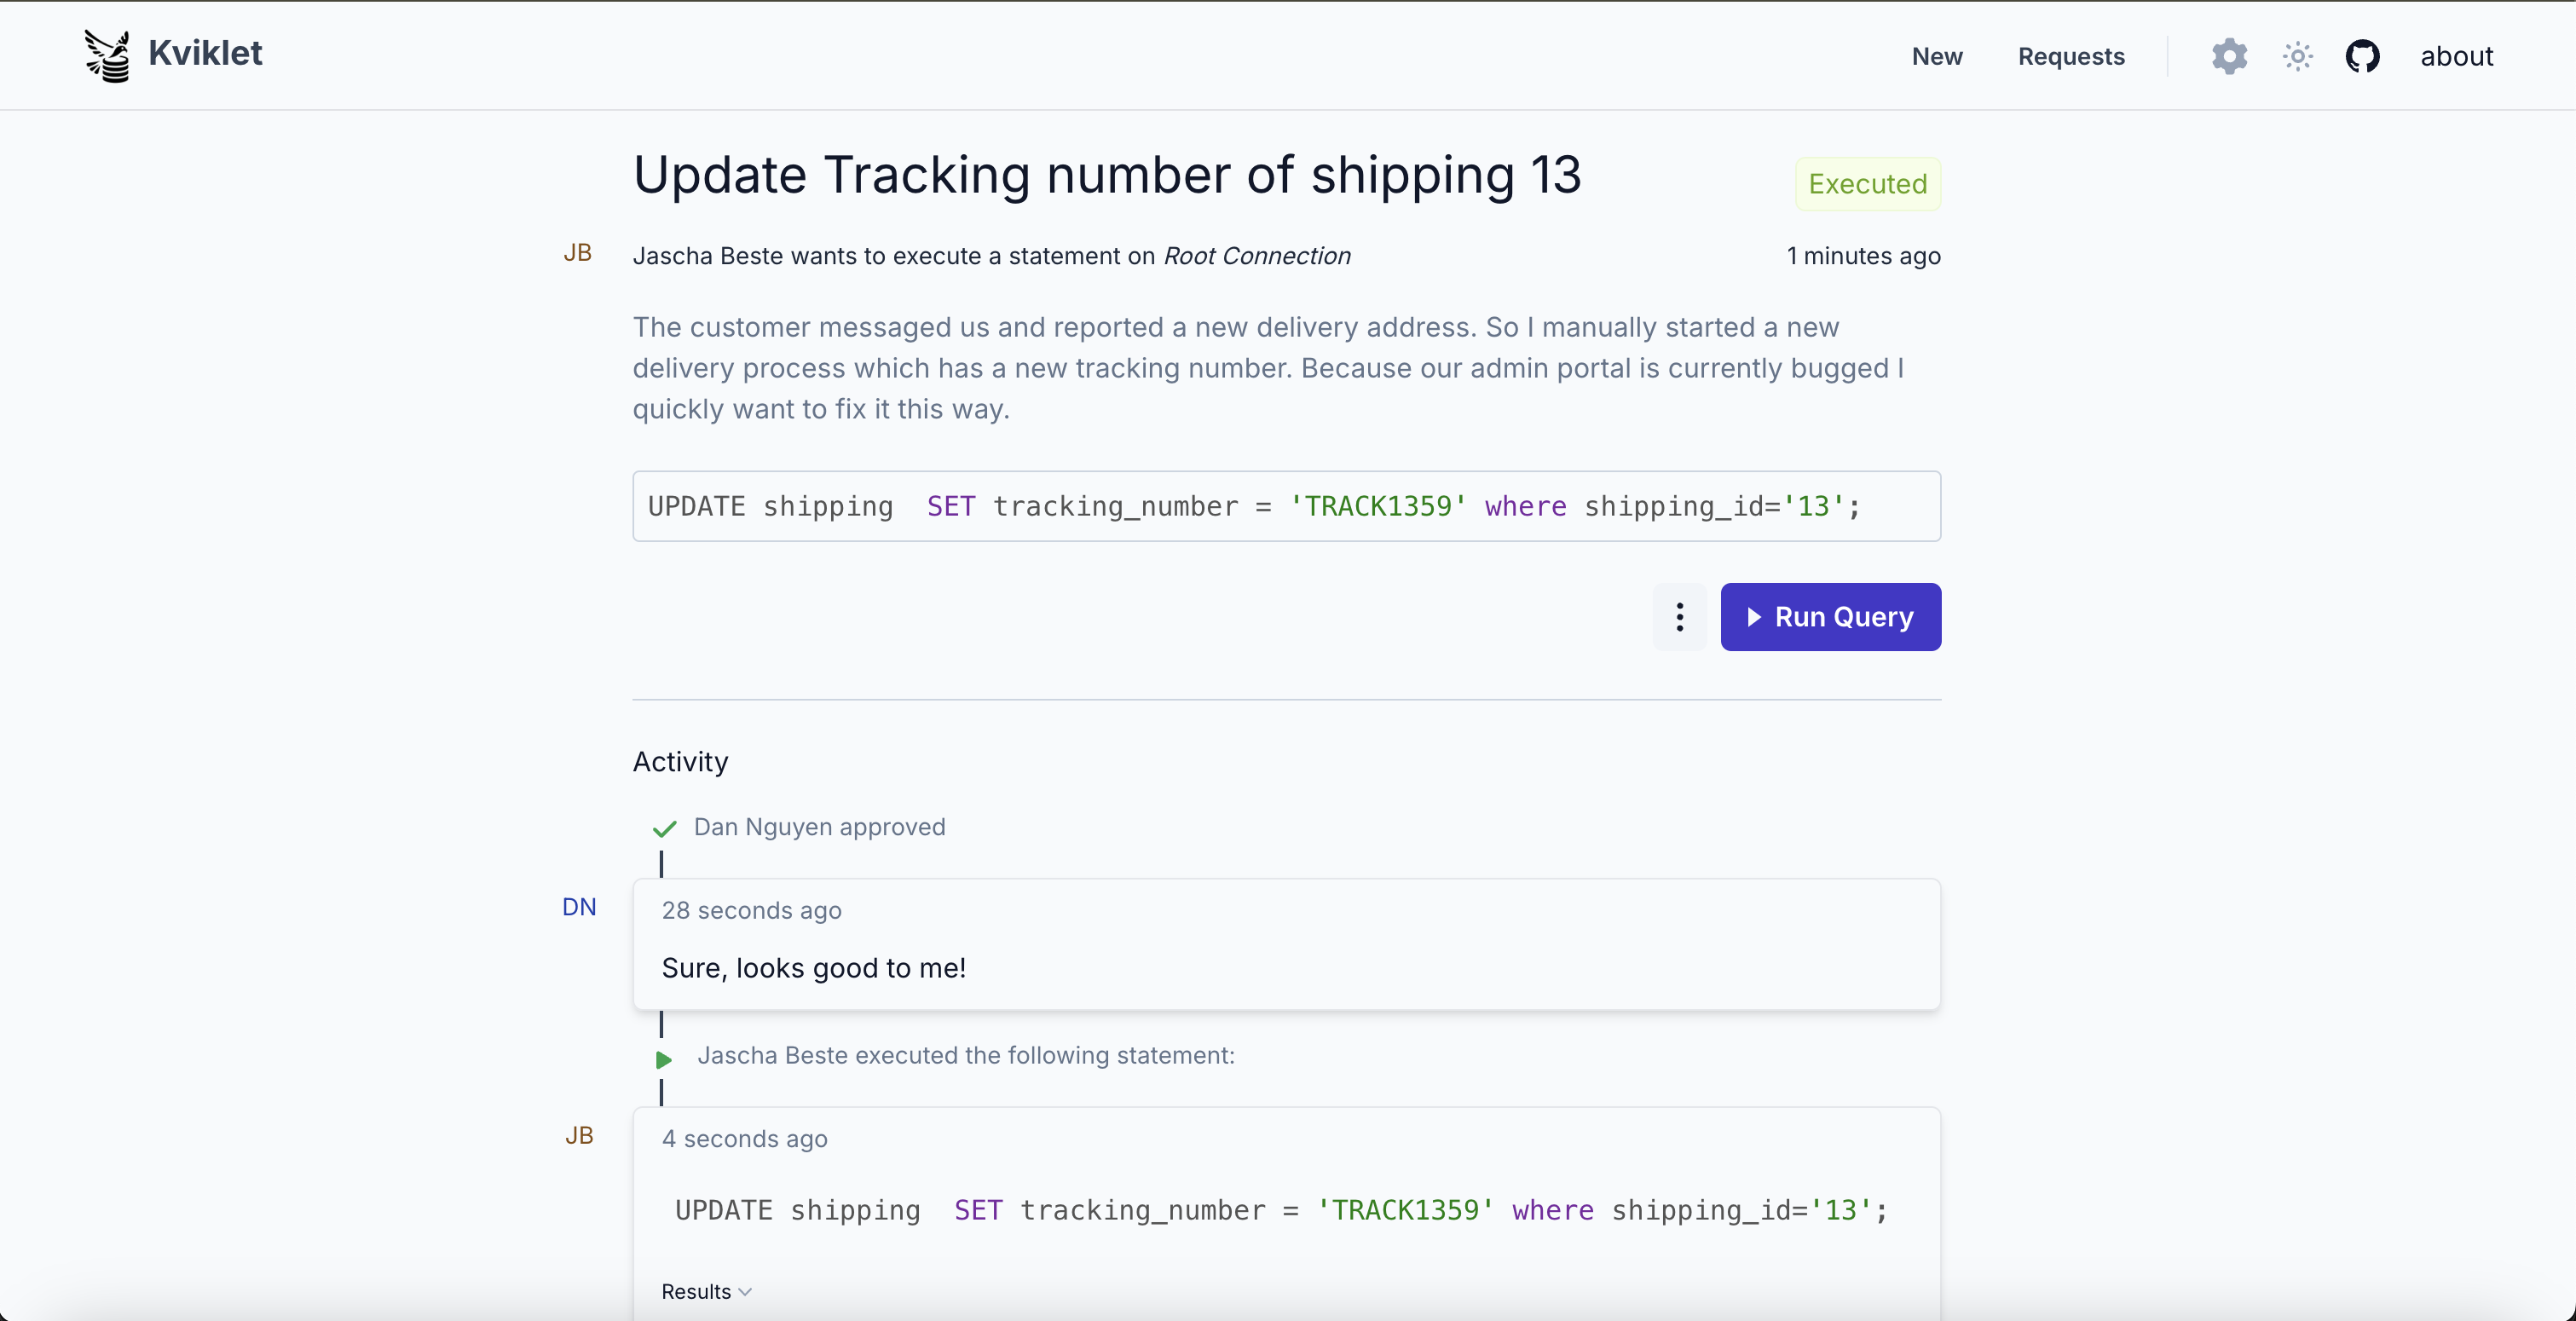 Kviklet
New
Requests
about
Update Tracking number of shipping 13
Executed
JB
Jascha Beste wants to execute a statement on Root Connection
1 minutes ago
The customer messaged us and reported a new delivery address. So I manually started a new
delivery process which has a new tracking number. Because our admin portal is currently bugged I
quickly want to fix it this way.
UPDATE shipping  SET tracking_number = 'TRACK1359' where shipping_id='13';
Run Query
Activity
Dan Nguyen approved
DN
28 seconds ago
Sure, looks good to me!
Jascha Beste executed the following statement:
JB
4 seconds ago
UPDATE shipping  SET tracking_number = 'TRACK1359' where shipping_id='13';
Results